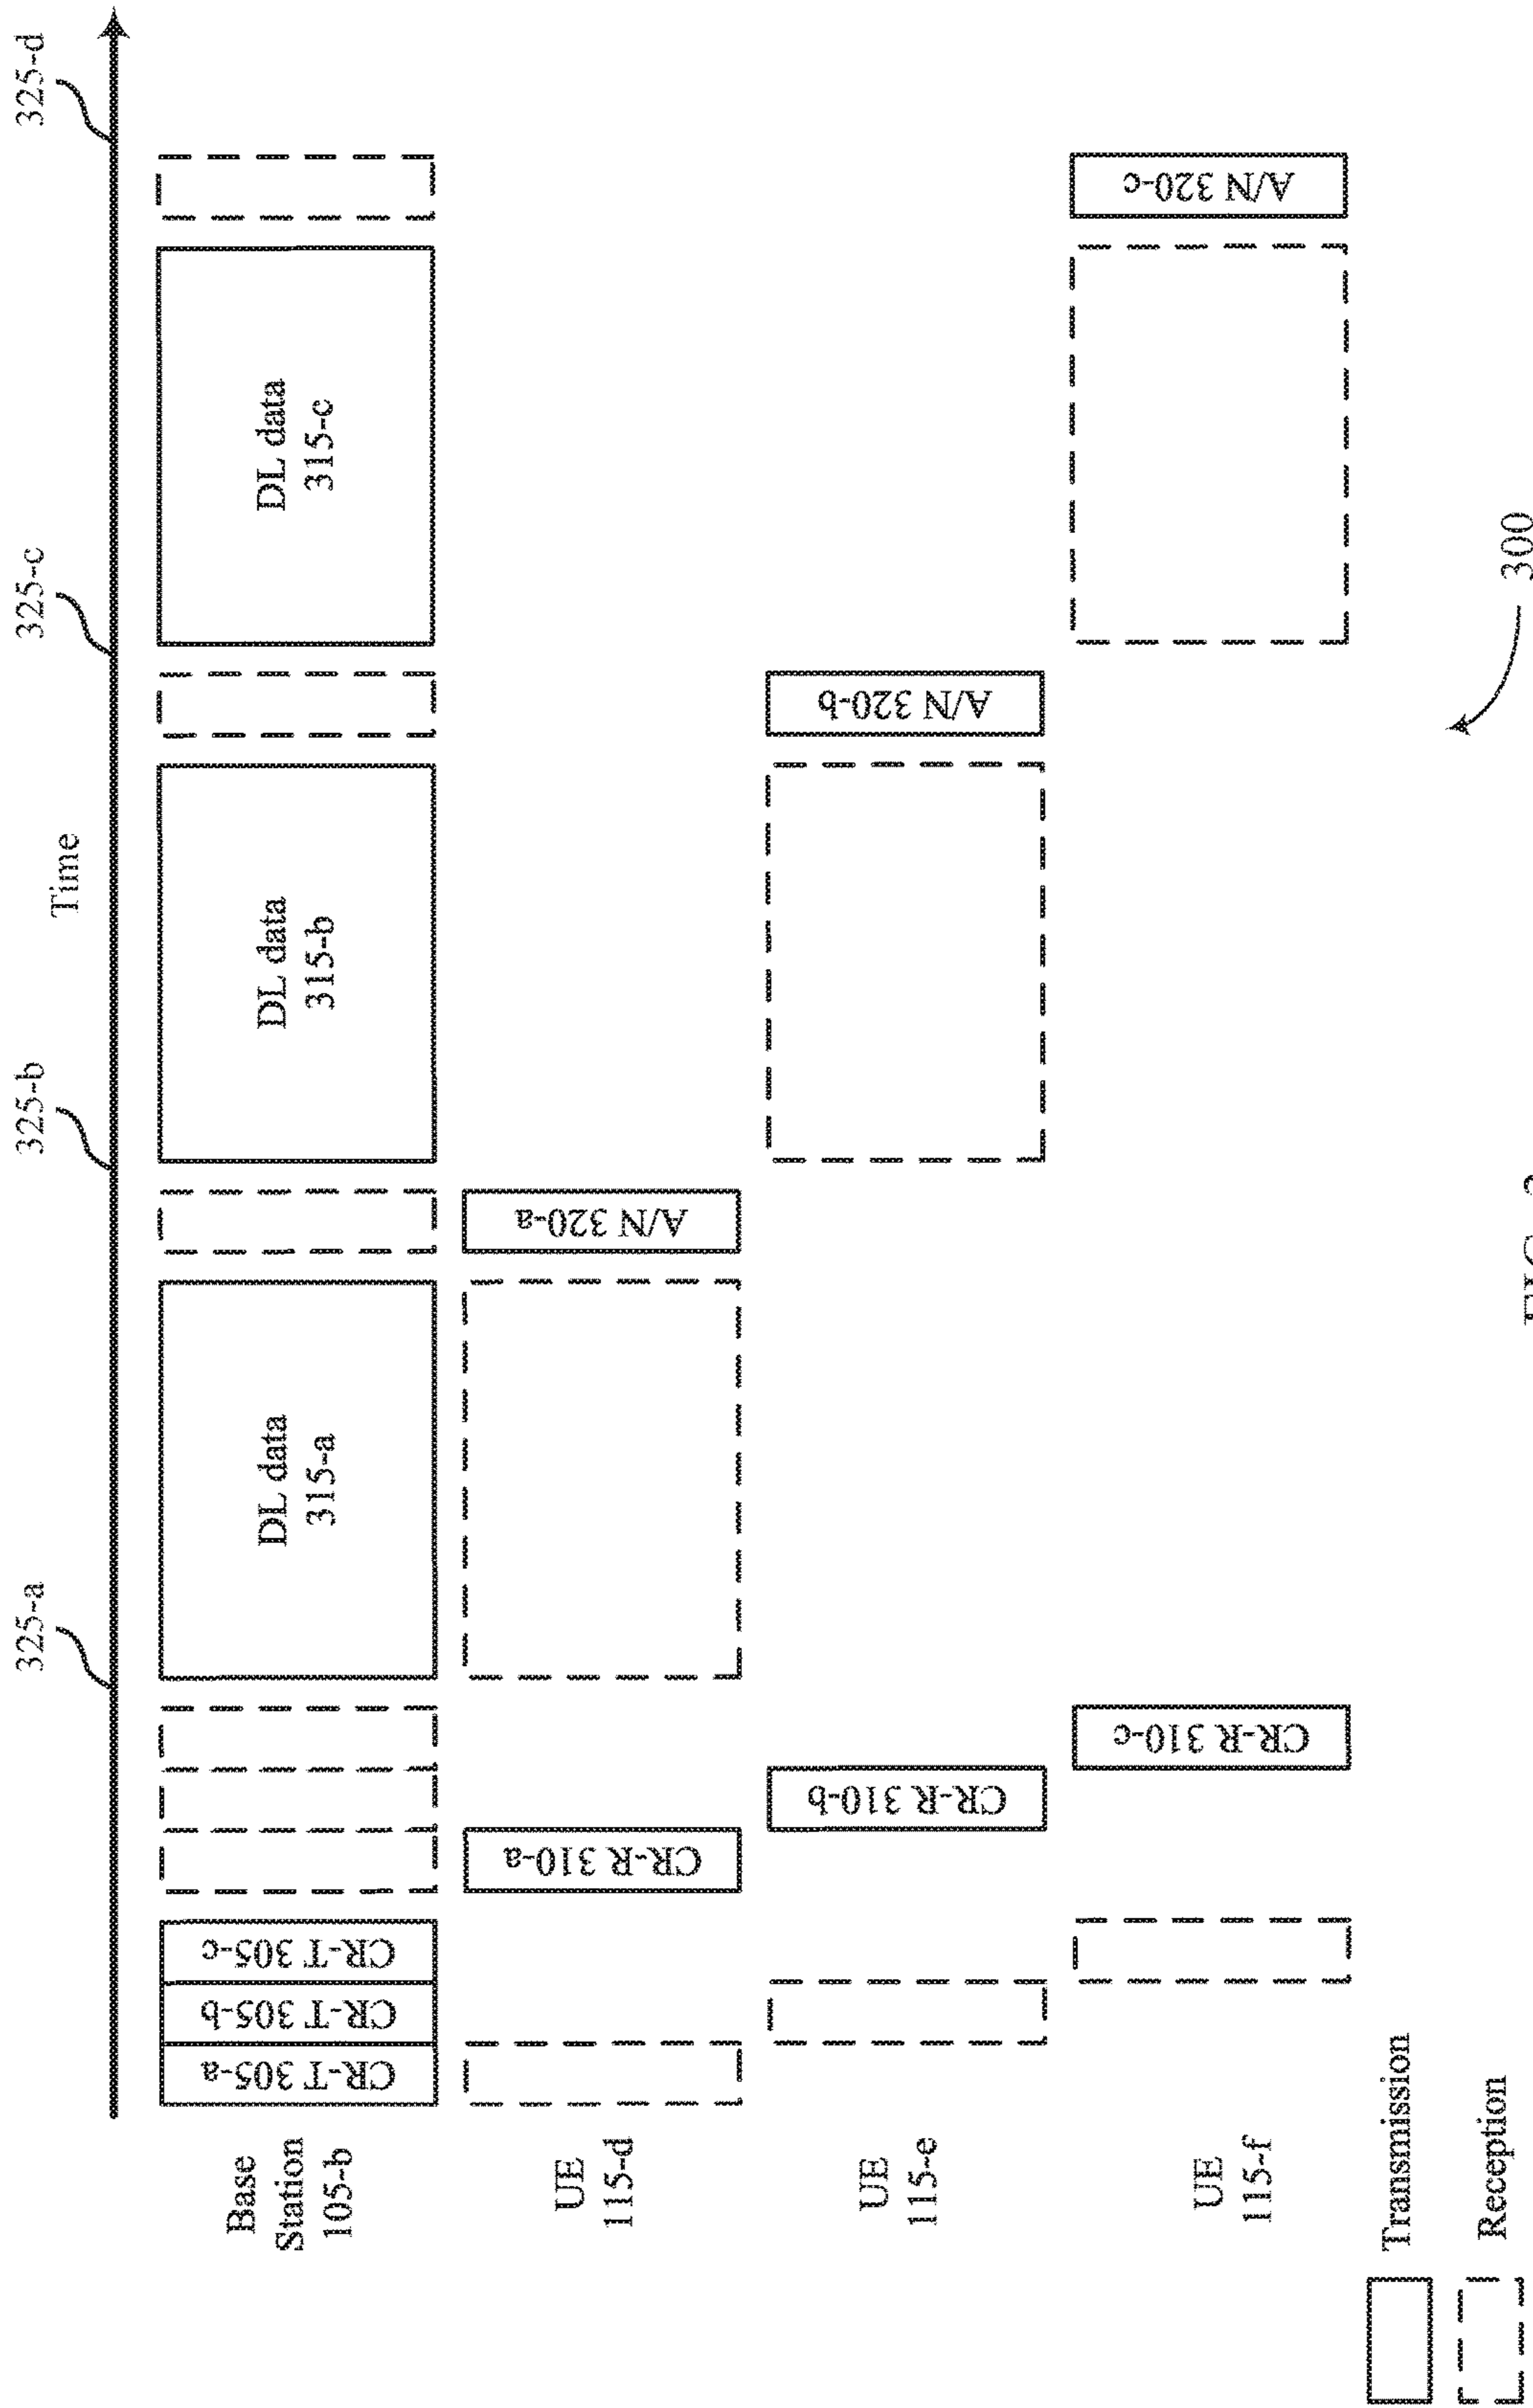 325-a
325-b
325-c
325-d
Time
Base
Station
105-b
CR-T 305-a
CR-T 305-b
CR-T 305-c
DL data
315-a
DL data
315-b
DL data
315-c
UE
115-d
CR-R 310-a
A/N 320-a
UE
115-e
CR-R 310-b
A/N 320-b
UE
115-f
CR-R 310-c
A/N 320-c
Transmission
Reception
300